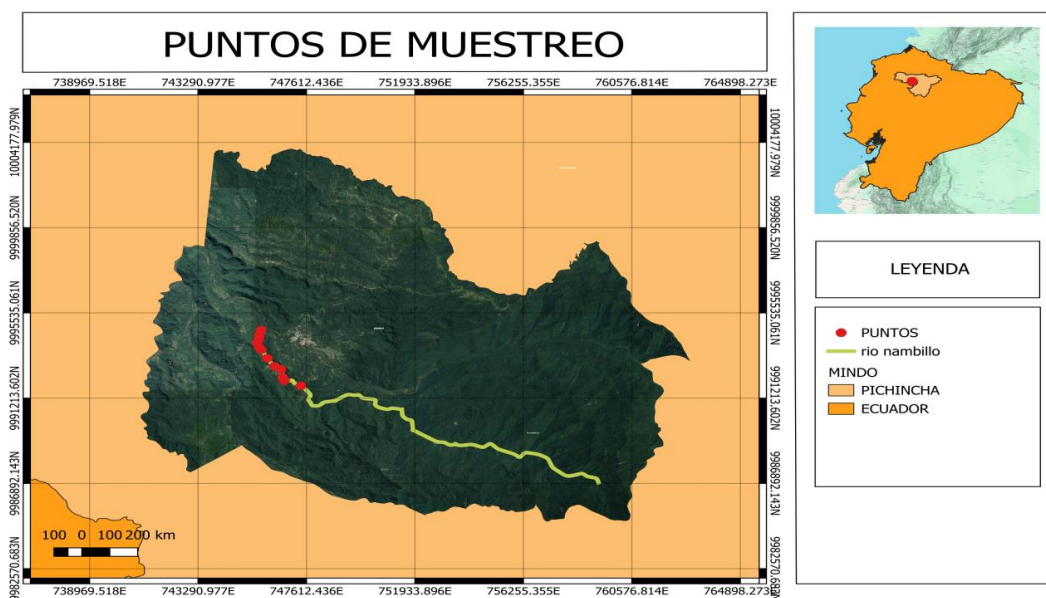 PUNTOS DE MUESTREO
738969.518E 743290.977E 747612.436E 751933.896E 756255.355E 760576.814E 764898.273E
10004177.979N 10004177.979N
9999856.520N 9999856.520N
9995535.061N 9995535.061N
9991213.602N 9991213.602N
9986892.143N 9986892.143N
9982570.683N 9982570.683N
100 0 100 200 km
738969.518E 743290.977E 747612.436E 751933.896E 756255.355E 760576.814E 764898.273E
LEYENDA
PUNTOS
rio nambillo
MINDO
PICHINCHA
ECUADOR